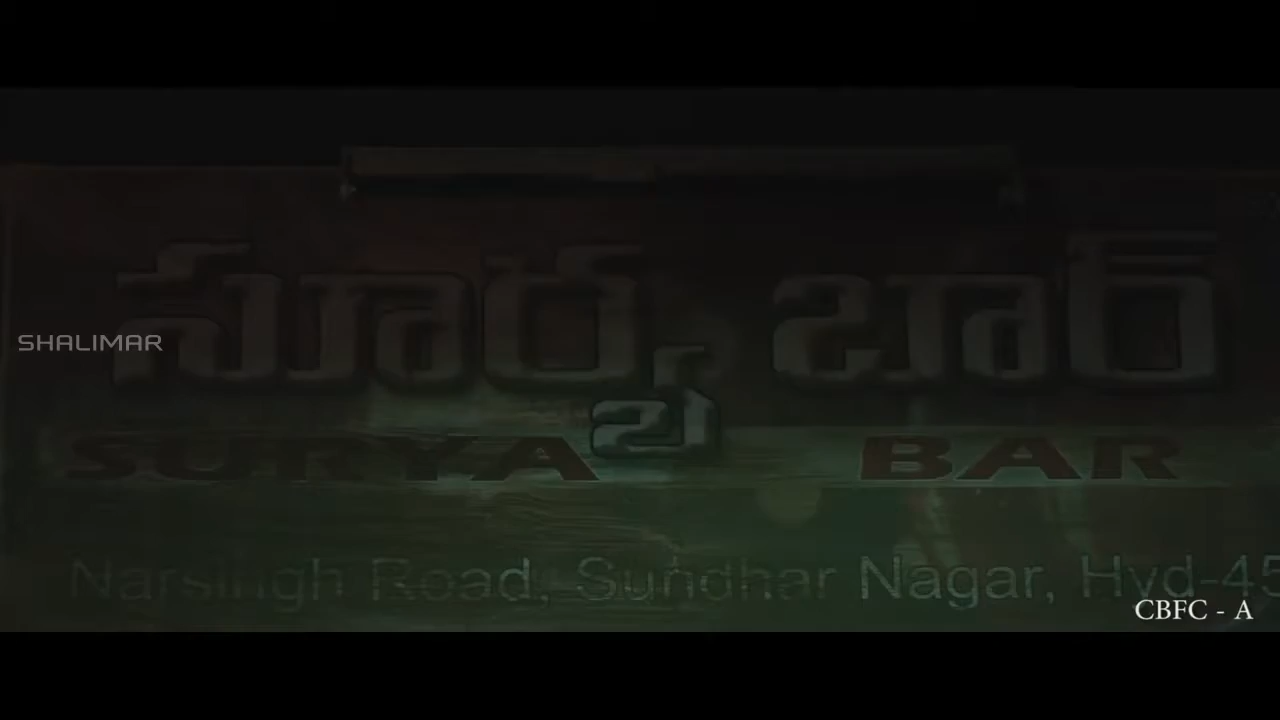 సూర్య బార్
SHALIMAR
SURYA BAR
Narsingh Road, Sundhar Nagar, Hyd-45
CBFC - A